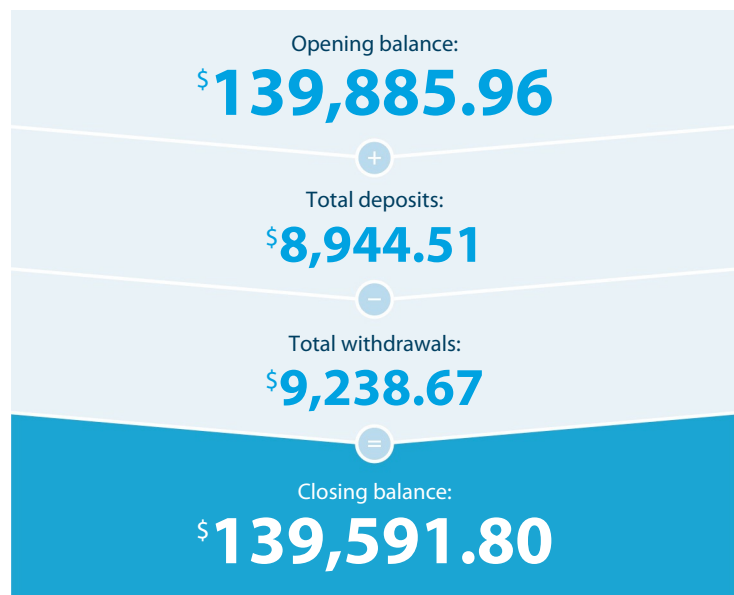 Opening balance:
$139,885.96
+
Total deposits:
$8,944.51
−
Total withdrawals:
$9,238.67
=
Closing balance:
$139,591.80